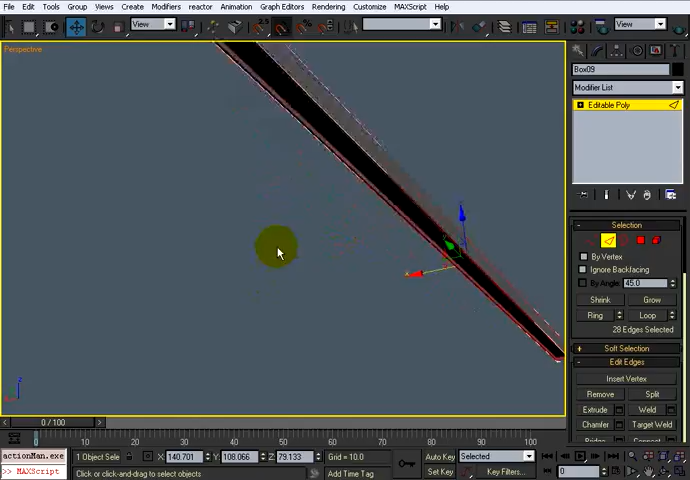 File Edit Tools Group Views Create Modifiers reactor Animation Graph Editors Rendering Customize MAXScript Help
View 2.5 View
Perspective
Box09
Modifier List
Editable Poly
Selection
By Vertex
Ignore Backfacing
By Angle: 45.0
Shrink Grow
Ring Loop
28 Edges Selected
Soft Selection
Edit Edges
Insert Vertex
Remove Split
Extrude Weld
Chamfer Target Weld
Bridge Connect
z
0 / 100
0 10 20 30 40 50 60 70 80 90 100
actionMan.exe 1 Object Sele X: 140.701 Y: 108.066 Z: 79.133 Grid = 10.0 Auto Key Selected
>> MAXScript Click or click-and-drag to select objects Add Time Tag Set Key Key Filters... 0